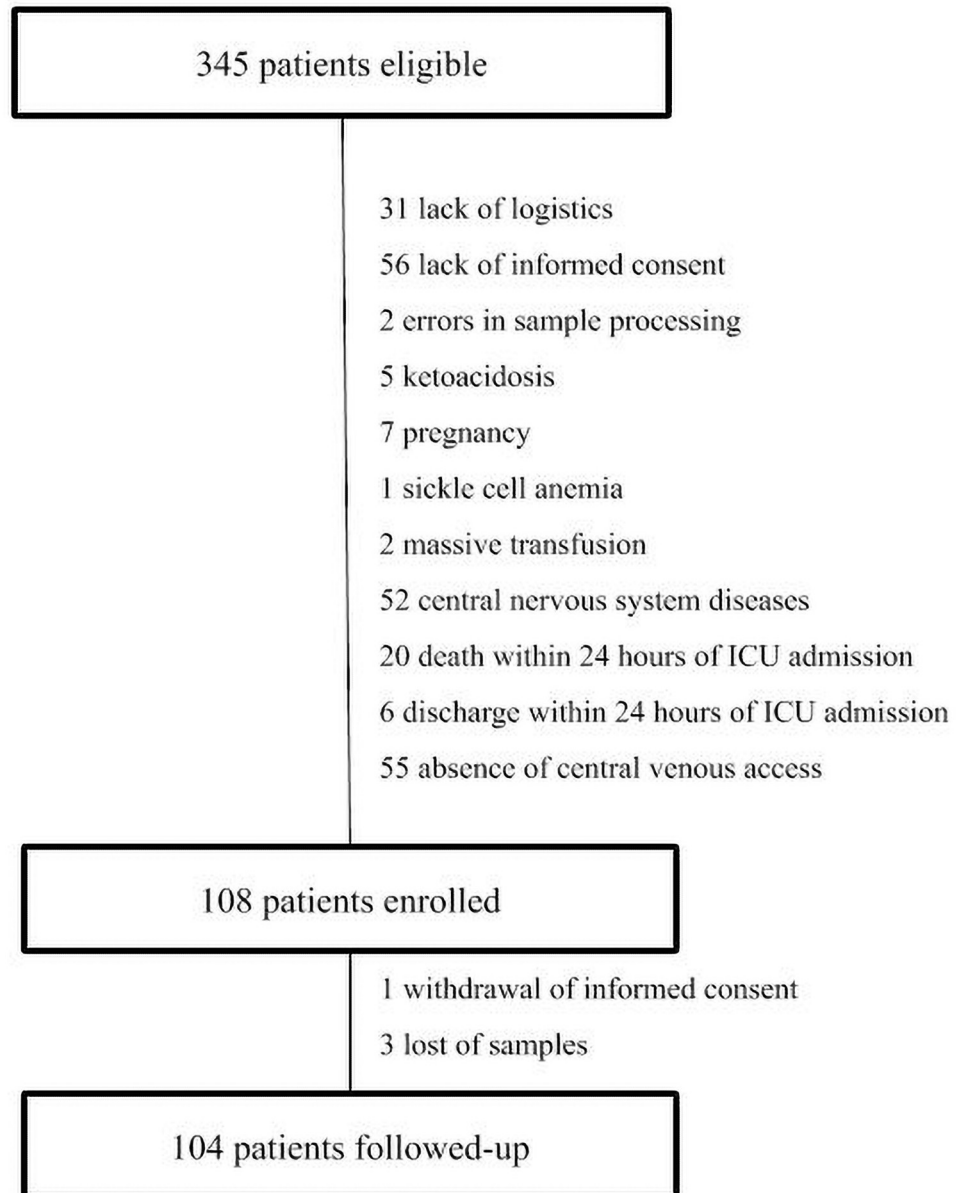 345 patients eligible
31 lack of logistics
56 lack of informed consent
2 errors in sample processing
5 ketoacidosis
7 pregnancy
1 sickle cell anemia
2 massive transfusion
52 central nervous system diseases
20 death within 24 hours of ICU admission
6 discharge within 24 hours of ICU admission
55 absence of central venous access
108 patients enrolled
1 withdrawal of informed consent
3 lost of samples
104 patients followed-up